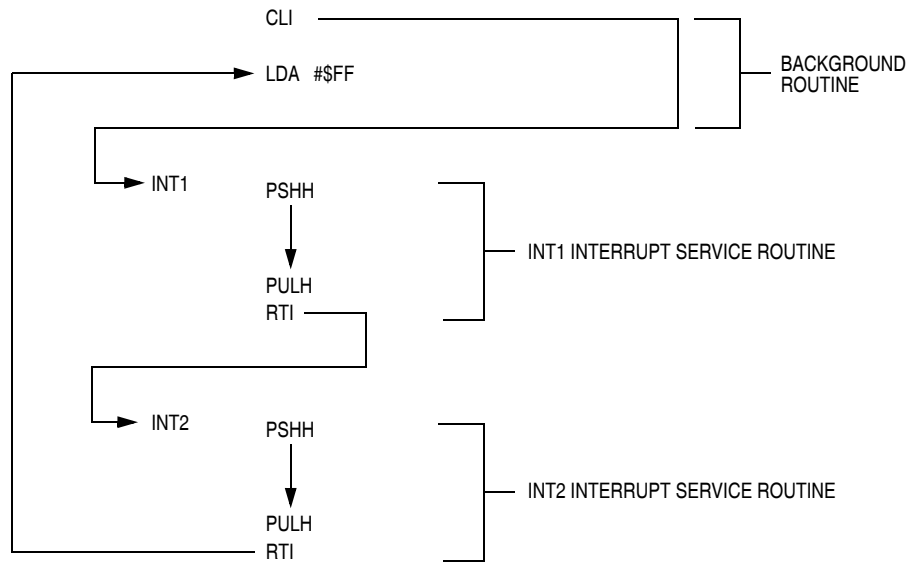 CLI
LDA #$FF
BACKGROUND
ROUTINE
INT1
PSHH
INT1 INTERRUPT SERVICE ROUTINE
PULH
RTI
INT2
PSHH
INT2 INTERRUPT SERVICE ROUTINE
PULH
RTI